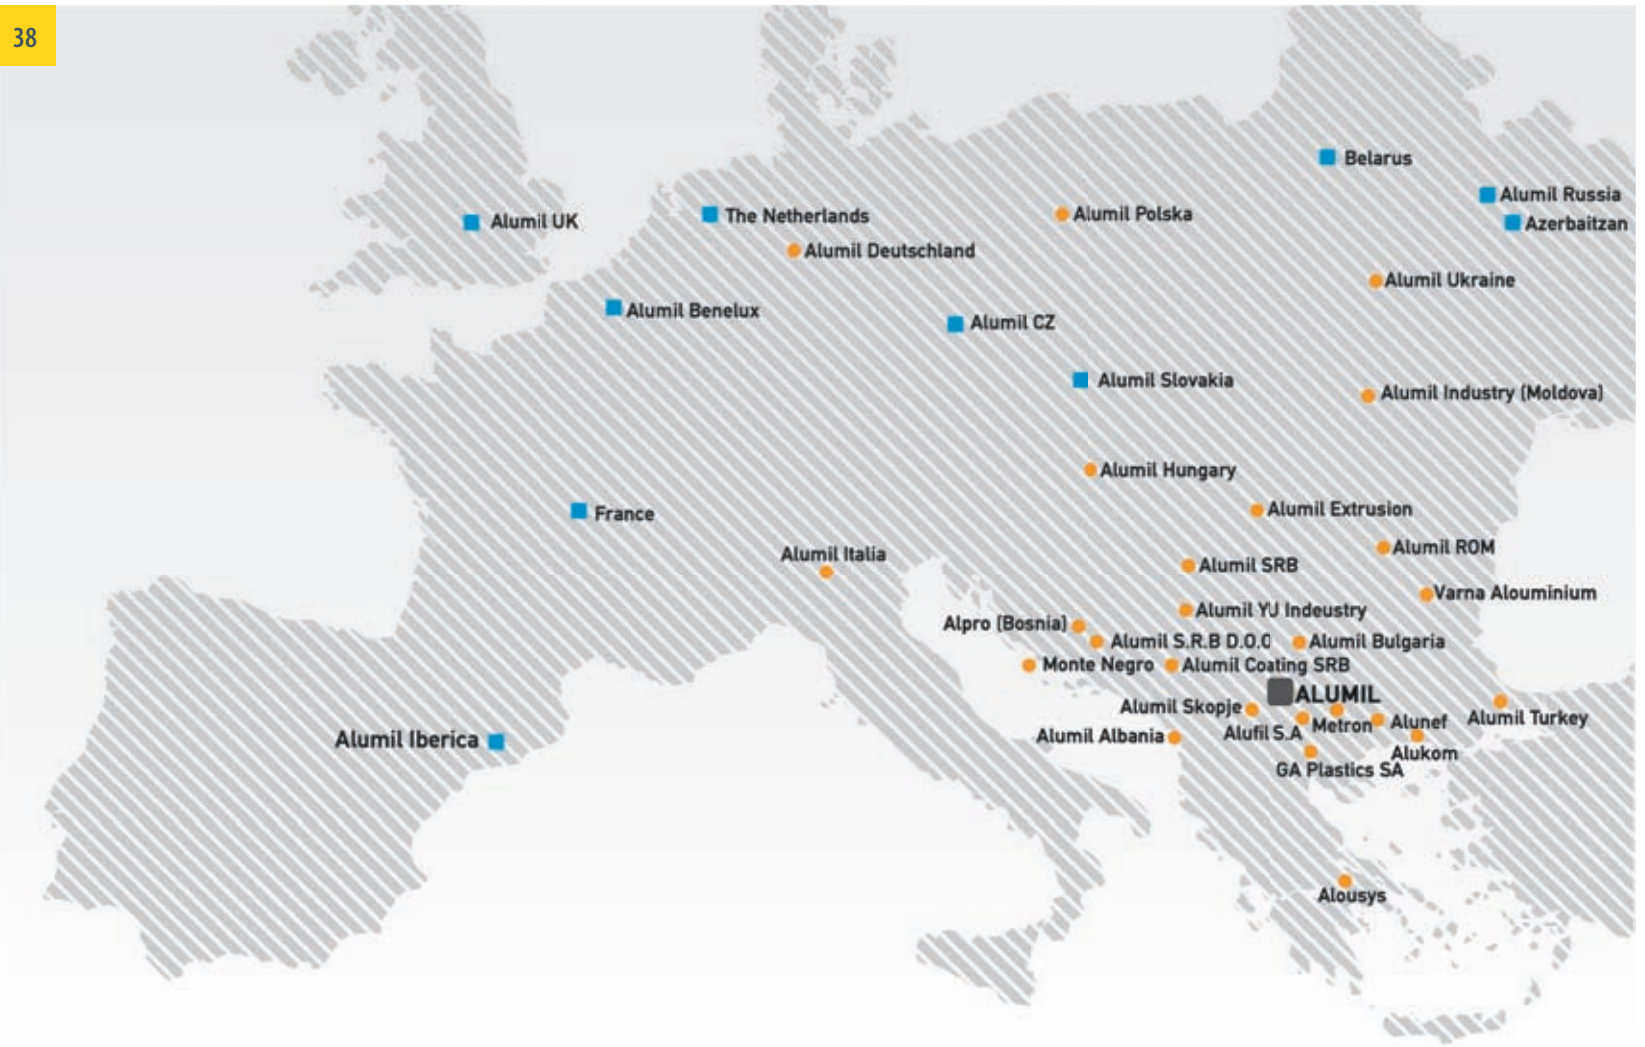 38
Belarus
Alumil Russia
Azerbaitzan
Alumil UK
The Netherlands
Alumil Polska
Alumil Deutschland
Alumil Ukraine
Alumil Benelux
Alumil CZ
Alumil Slovakia
Alumil Industry (Moldova)
Alumil Hungary
France
Alumil Extrusion
Alumil Italia
Alumil ROM
Alumil SRB
Varna Alouminium
Alumil YU Indeustry
Alpro (Bosnia)
Alumil S.R.B D.O.O
Alumil Bulgaria
Monte Negro
Alumil Coating SRB
ALUMIL
Alumil Skopje
Alufil S.A
Metron
Alunef
Alumil Turkey
Alumil Iberica
Alumil Albania
Alukom
GA Plastics SA
Alousys